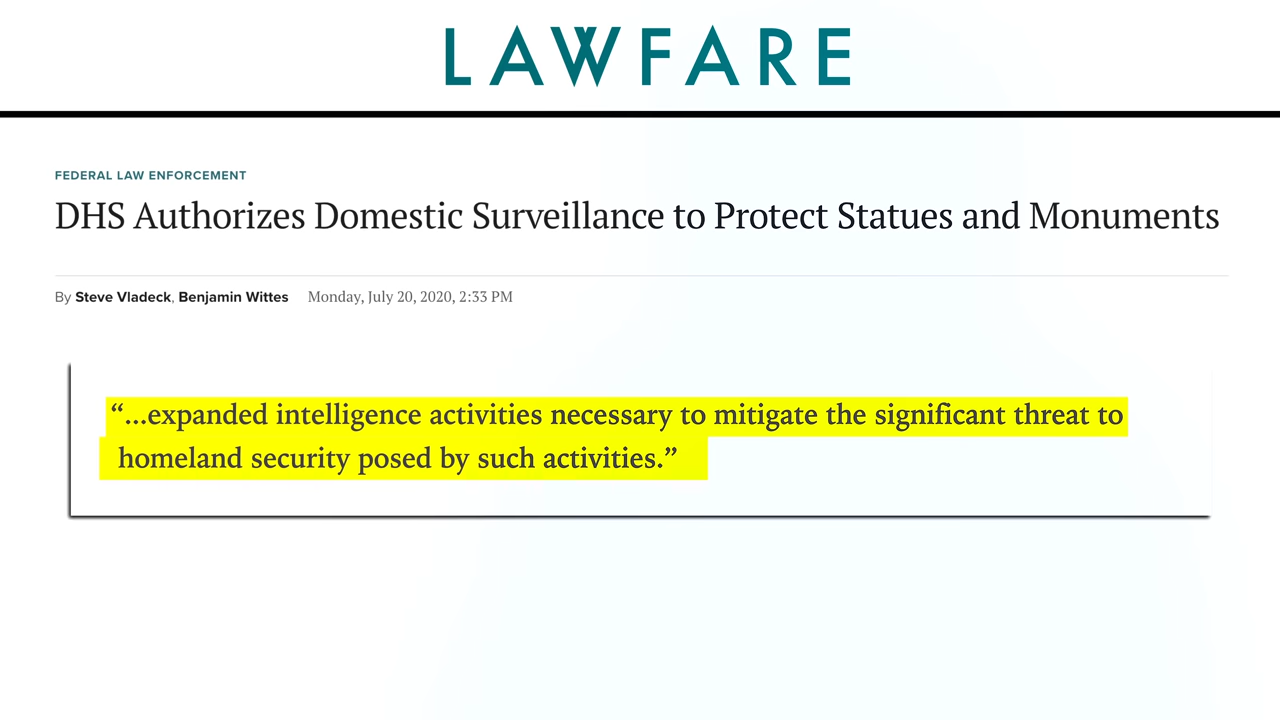 LAWFARE
FEDERAL LAW ENFORCEMENT
DHS Authorizes Domestic Surveillance to Protect Statues and Monuments
By Steve Vladeck, Benjamin Wittes Monday, July 20, 2020, 2:33 PM
“...expanded intelligence activities necessary to mitigate the significant threat to
homeland security posed by such activities.”